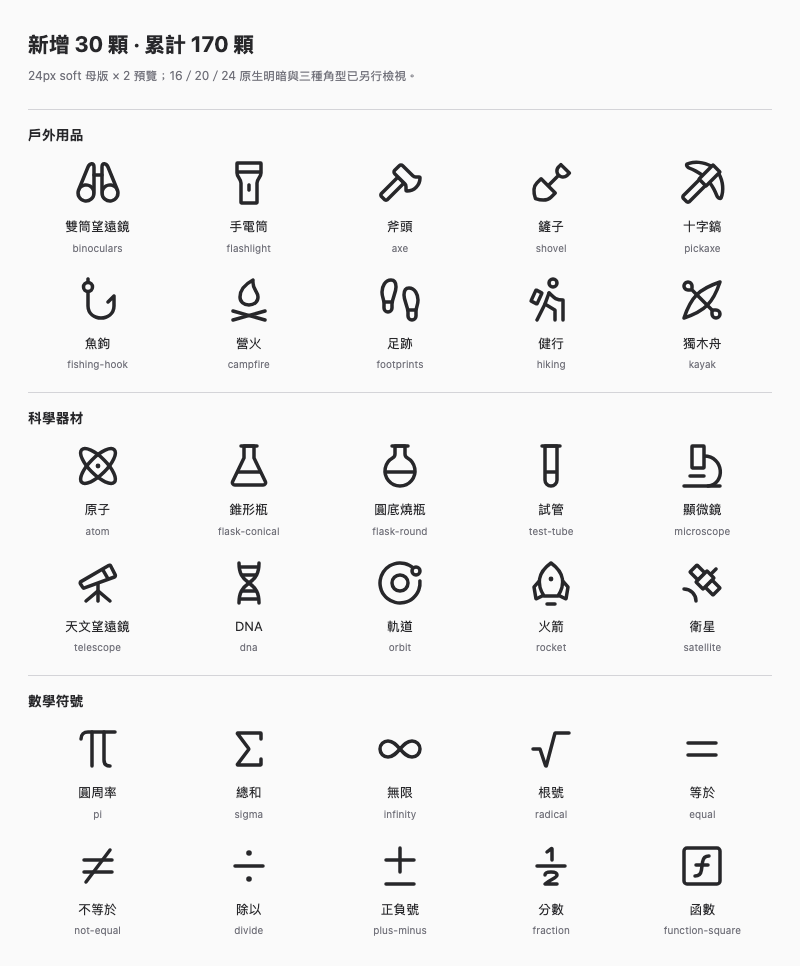 新增 30 顆 · 累計 170 顆
24px soft 母版 × 2 預覽；16 / 20 / 24 原生明暗與三種角型已另行檢視。
戶外用品
雙筒望遠鏡 手電筒 斧頭 鏟子 十字鎬
binoculars flashlight axe shovel pickaxe
魚鉤 營火 足跡 健行 獨木舟
fishing-hook campfire footprints hiking kayak
科學器材
原子 錐形瓶 圓底燒瓶 試管 顯微鏡
atom flask-conical flask-round test-tube microscope
天文望遠鏡 DNA 軌道 火箭 衛星
telescope dna orbit rocket satellite
數學符號
圓周率 總和 無限 根號 等於
pi sigma infinity radical equal
不等於 除以 正負號 分數 函數
not-equal divide plus-minus fraction function-square